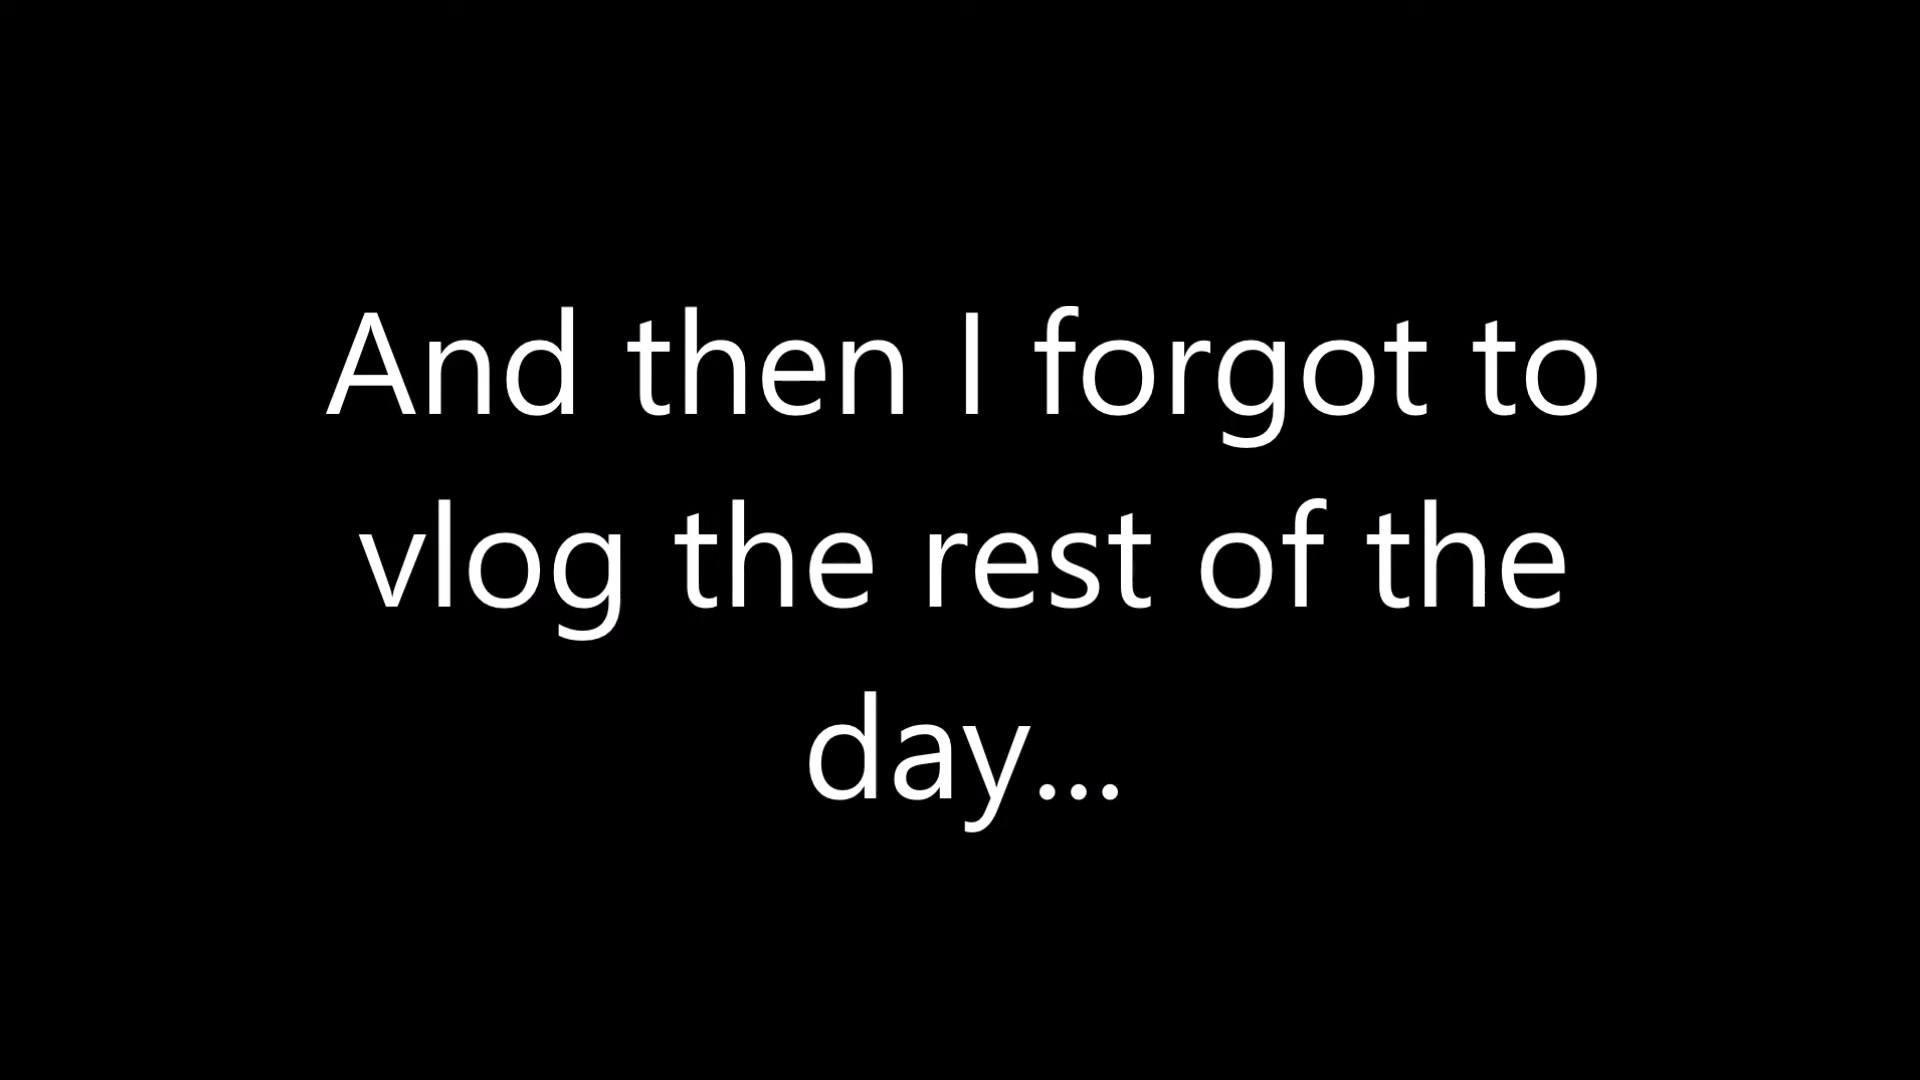 And then I forgot to
vlog the rest of the
day...